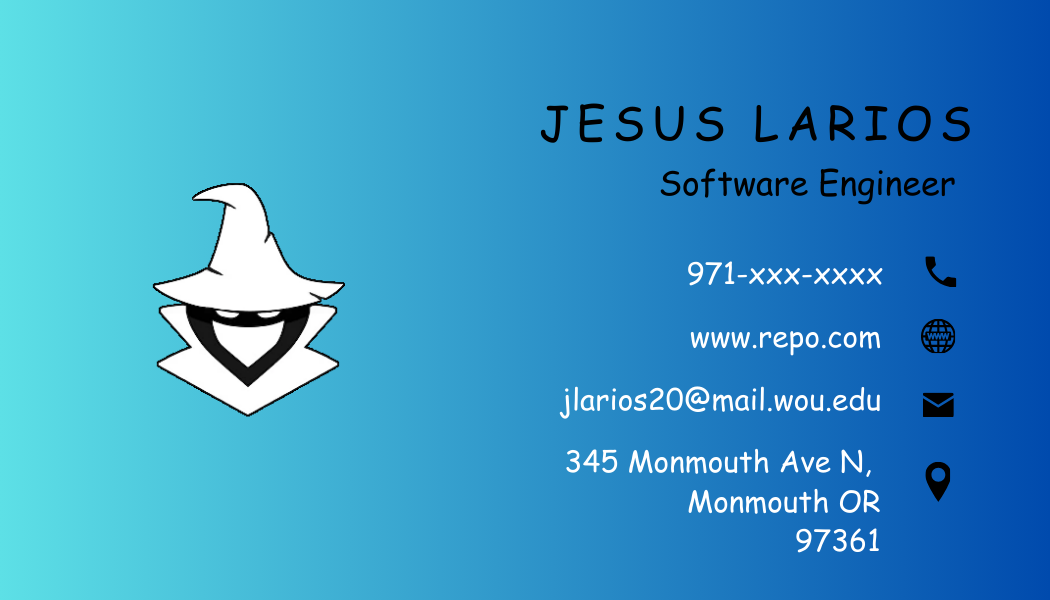 JESUS LARIOS
Software Engineer
971-xxx-xxxx
www.repo.com
WWW
jlarios20@mail.wou.edu
345 Monmouth Ave N,
Monmouth OR
97361